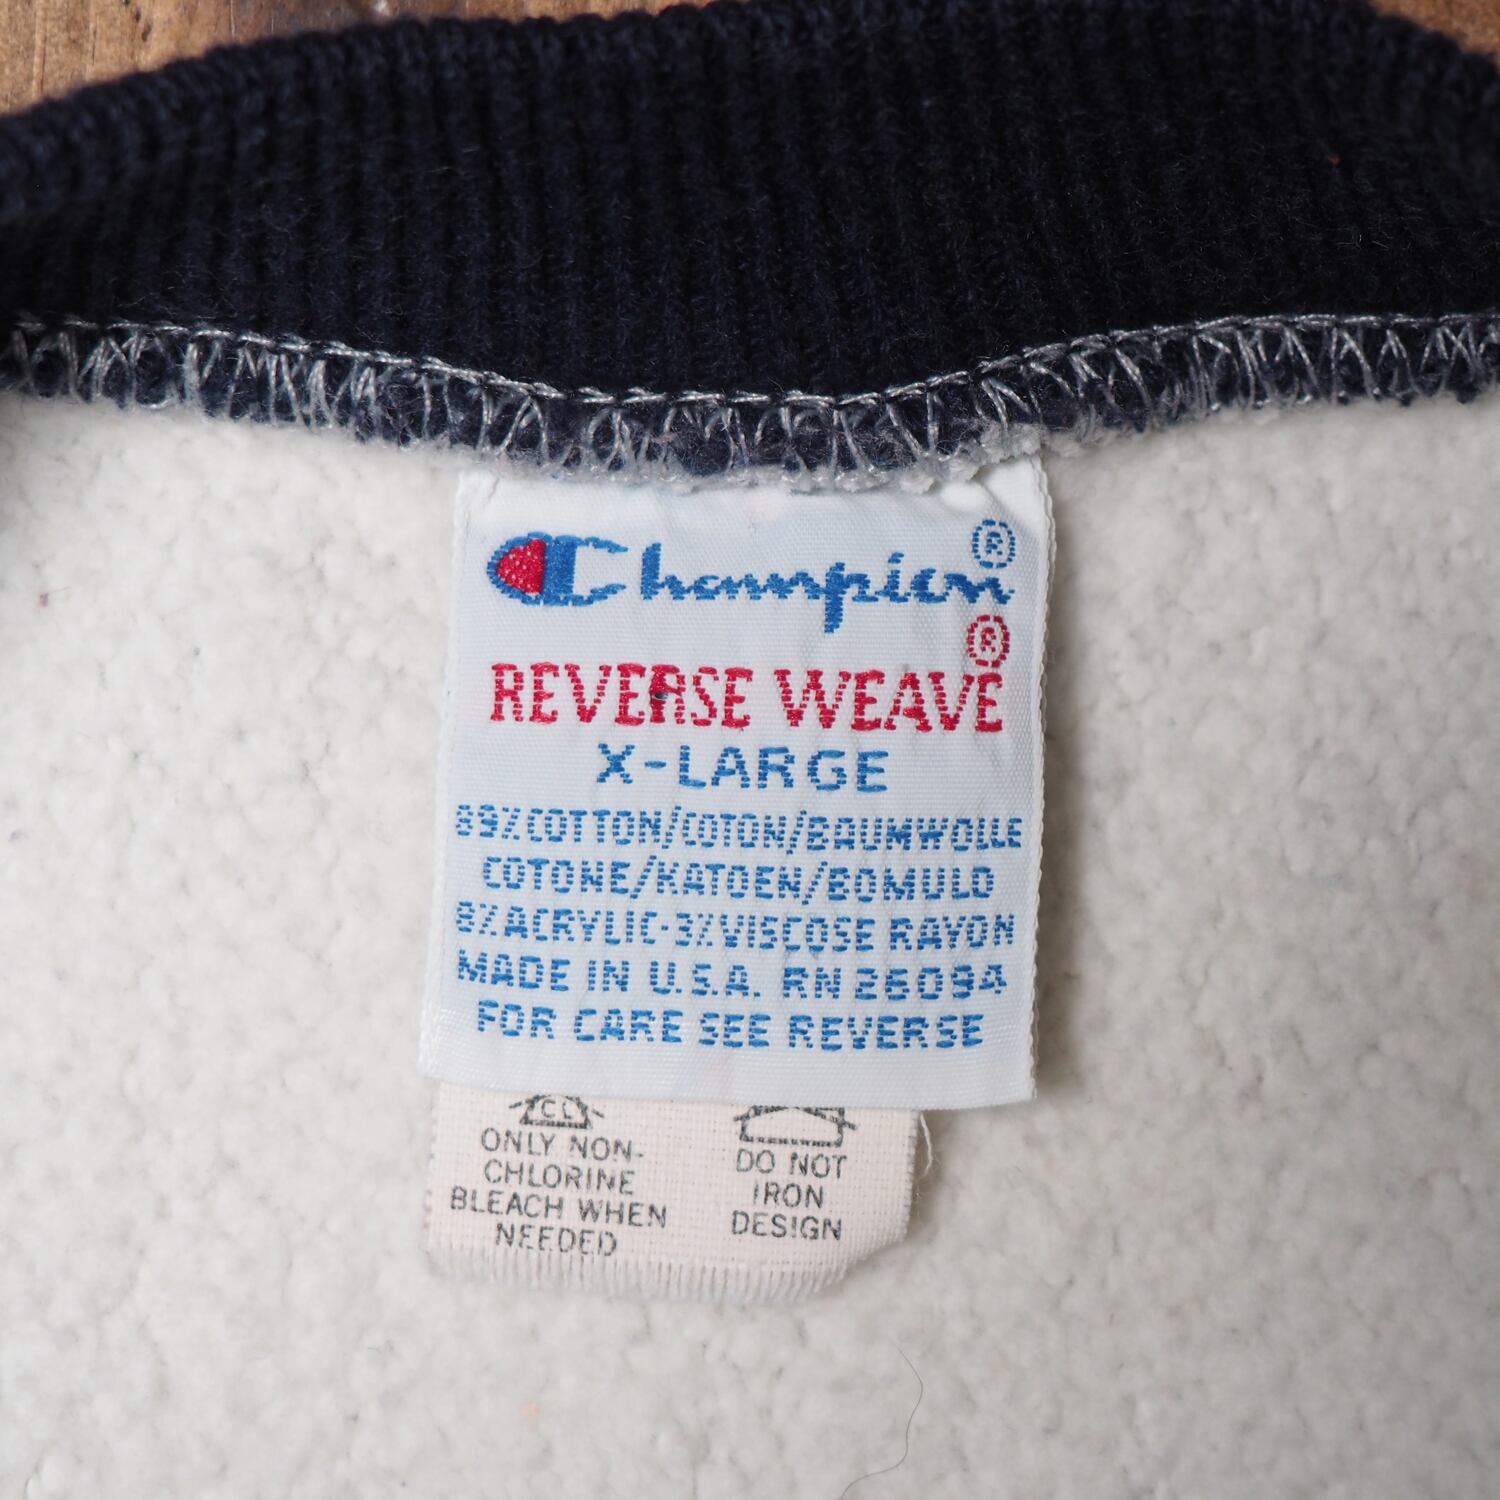 Champion®
REVERSE WEAVE®
X-LARGE
89% COTTON/COTON/BAUMWOLLE
COTONE/KATOEN/BOMULD
8% ACRYLIC-3% VISCOSE RAYON
MADE IN U.S.A. RN 26094
FOR CARE SEE REVERSE
CL
ONLY NON-
CHLORINE
BLEACH WHEN
NEEDED
DO NOT
IRON
DESIGN